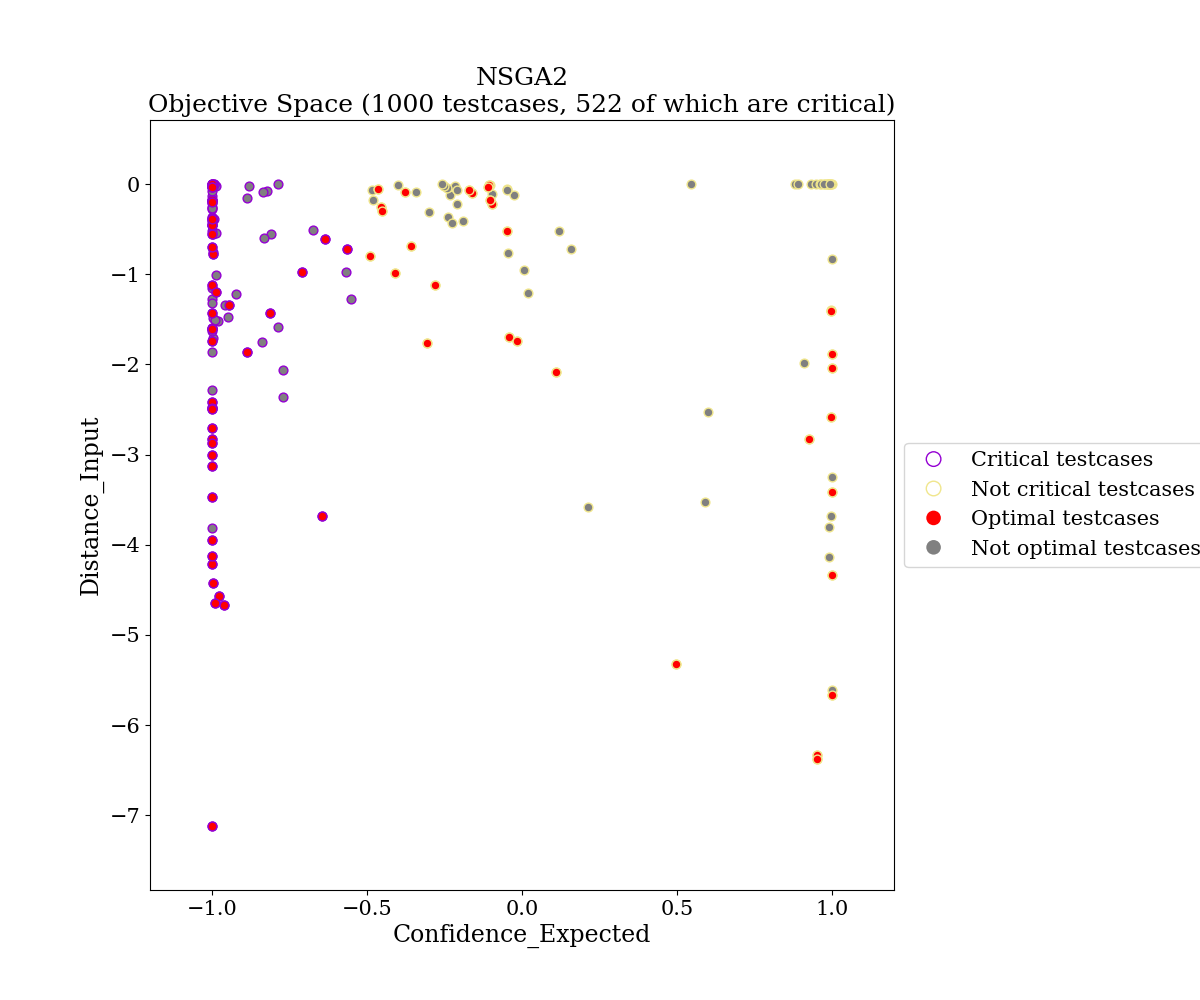 NSGA2
Objective Space (1000 testcases, 522 of which are critical)
0
−1
−2
−3
−4
−5
−6
−7
Distance_Input
−1.0
−0.5
0.0
0.5
1.0
Confidence_Expected
Critical testcases
Not critical testcases
Optimal testcases
Not optimal testcases